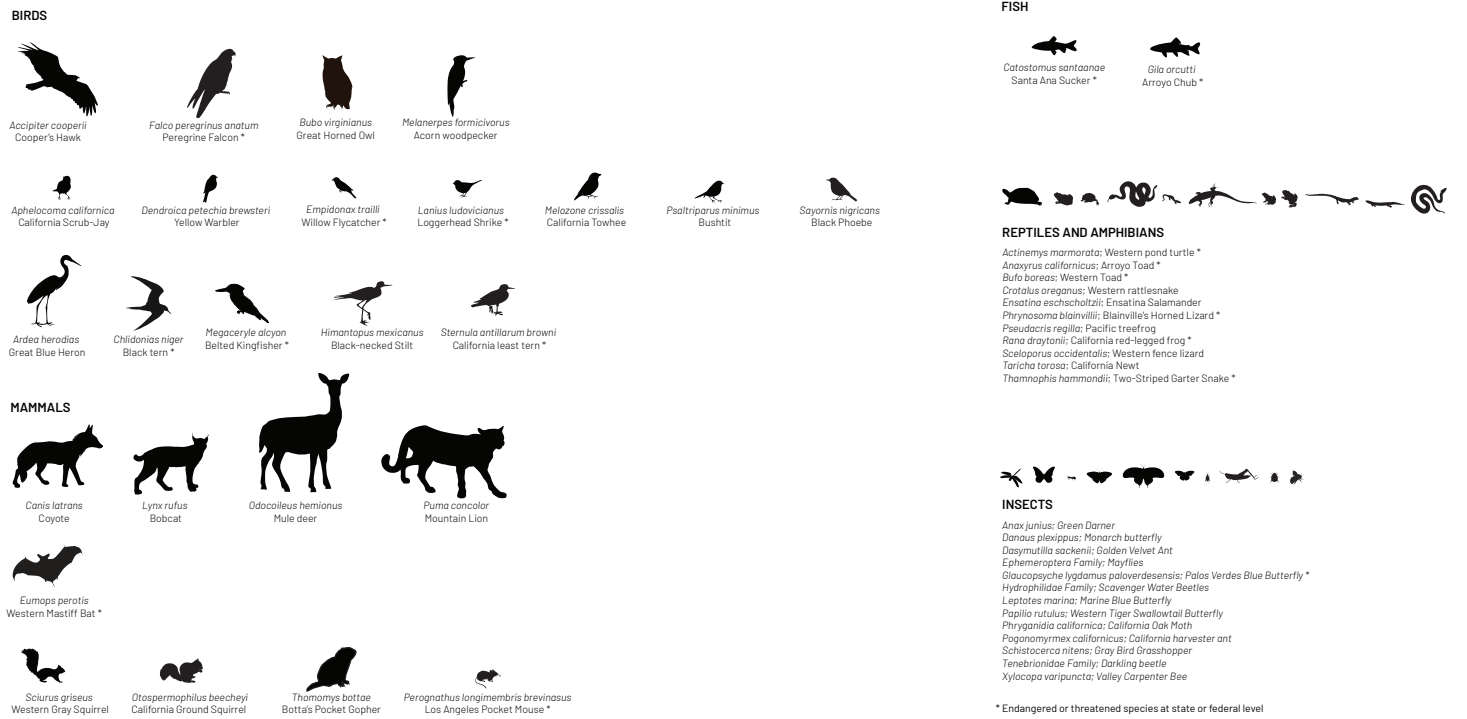 BIRDS
Accipiter cooperii
Cooper's Hawk
Falco peregrinus anatum
Peregrine Falcon *
Bubo virginianus
Great Horned Owl
Melanerpes formicivorus
Acorn woodpecker
Aphelocoma californica
California Scrub-Jay
Dendroica petechia brewsteri
Yellow Warbler
Empidonax trailli
Willow Flycatcher *
Lanius ludovicianus
Loggerhead Shrike *
Melozone crissalis
California Towhee
Psaltriparus minimus
Bushtit
Sayornis nigricans
Black Phoebe
Ardea herodias
Great Blue Heron
Chlidonias niger
Black tern *
Megaceryle alcyon
Belted Kingfisher *
Himantopus mexicanus
Black-necked Stilt
Sternula antillarum browni
California least tern *
MAMMALS
Canis latrans
Coyote
Lynx rufus
Bobcat
Odocoileus hemionus
Mule deer
Puma concolor
Mountain Lion
Eumops perotis
Western Mastiff Bat *
Sciurus griseus
Western Gray Squirrel
Otospermophilus beecheyi
California Ground Squirrel
Thomomys bottae
Botta's Pocket Gopher
Perognathus longimembris brevinasus
Los Angeles Pocket Mouse *
FISH
Catostomus santaanae
Santa Ana Sucker *
Gila orcutti
Arroyo Chub *
REPTILES AND AMPHIBIANS
Actinemys marmorata; Western pond turtle *
Anaxyrus californicus; Arroyo Toad *
Bufo boreas; Western Toad *
Crotalus oreganus; Western rattlesnake
Ensatina eschscholtzii; Ensatina Salamander
Phrynosoma blainvillii; Blainville's Horned Lizard *
Pseudacris regilla; Pacific treefrog
Rana draytonii; California red-legged frog *
Sceloporus occidentalis; Western fence lizard
Taricha torosa; California Newt
Thamnophis hammondii; Two-Striped Garter Snake *
INSECTS
Anax junius; Green Darner
Danaus plexippus; Monarch butterfly
Dasymutilla sackenii; Golden Velvet Ant
Ephemeroptera Family; Mayflies
Glaucopsyche lygdamus paloverdesensis; Palos Verdes Blue Butterfly *
Hydrophilidae Family; Scavenger Water Beetles
Leptotes marina; Marine Blue Butterfly
Papilio rutulus; Western Tiger Swallowtail Butterfly
Phryganidia californica; California Oak Moth
Pogonomyrmex californicus; California harvester ant
Schistocerca nitens; Gray Bird Grasshopper
Tenebrionidae Family; Darkling beetle
Xylocopa varipuncta; Valley Carpenter Bee
* Endangered or threatened species at state or federal level